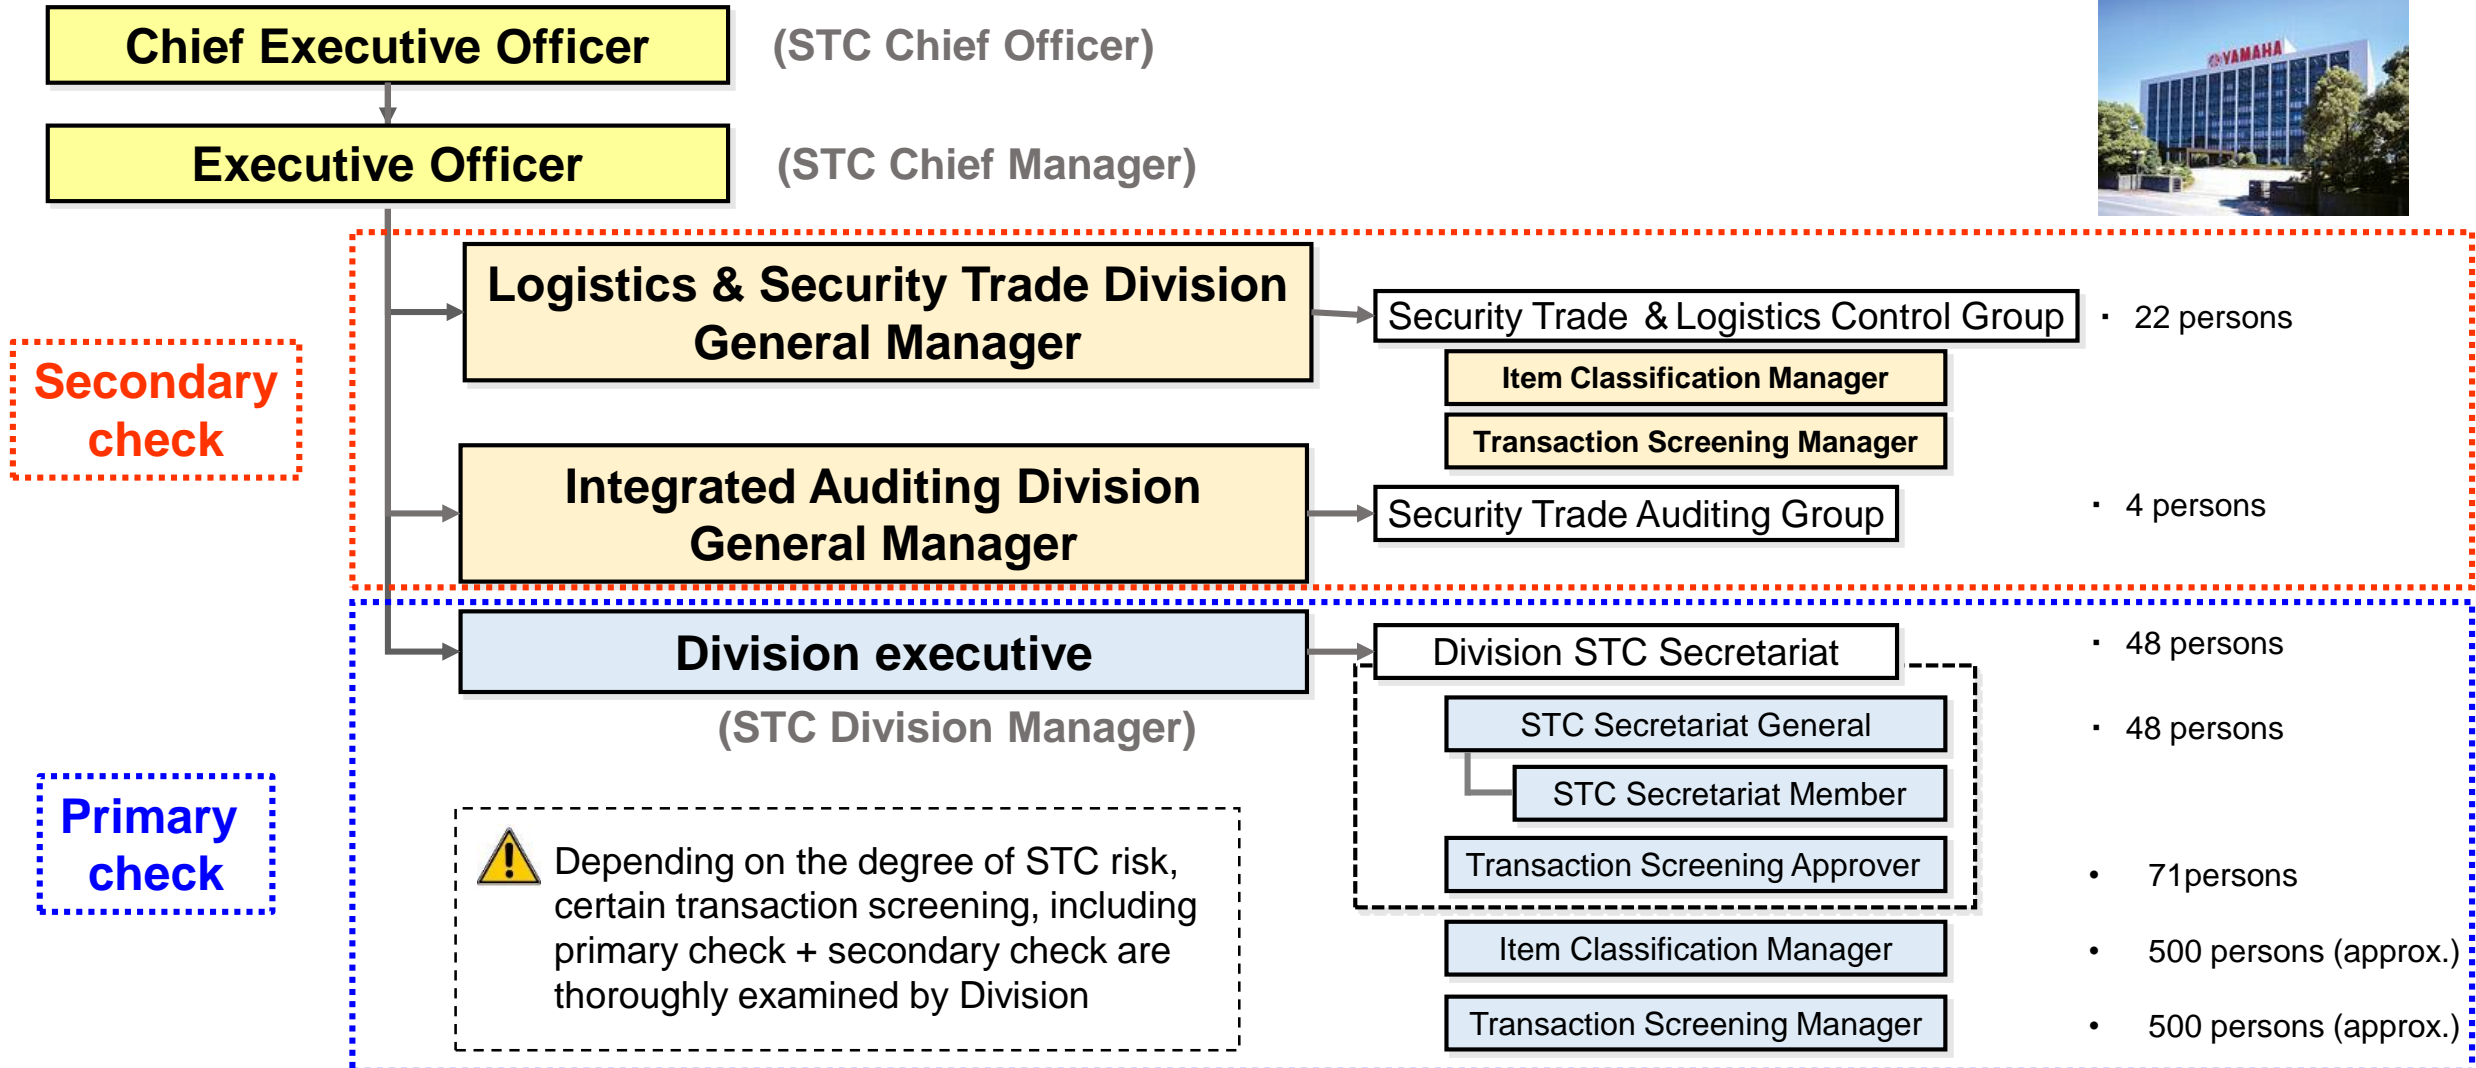 Chief Executive Officer
(STC Chief Officer)
YAMAHA
Executive Officer
(STC Chief Manager)
Secondary
check
Logistics & Security Trade Division
General Manager
Security Trade & Logistics Control Group
・ 22 persons
Item Classification Manager
Transaction Screening Manager
Integrated Auditing Division
General Manager
Security Trade Auditing Group
・ 4 persons
Primary
check
Division executive
(STC Division Manager)
Division STC Secretariat
・ 48 persons
STC Secretariat General
・ 48 persons
STC Secretariat Member
Transaction Screening Approver
• 71persons
Item Classification Manager
• 500 persons (approx.)
Transaction Screening Manager
• 500 persons (approx.)
Depending on the degree of STC risk,
certain transaction screening, including
primary check + secondary check are
thoroughly examined by Division